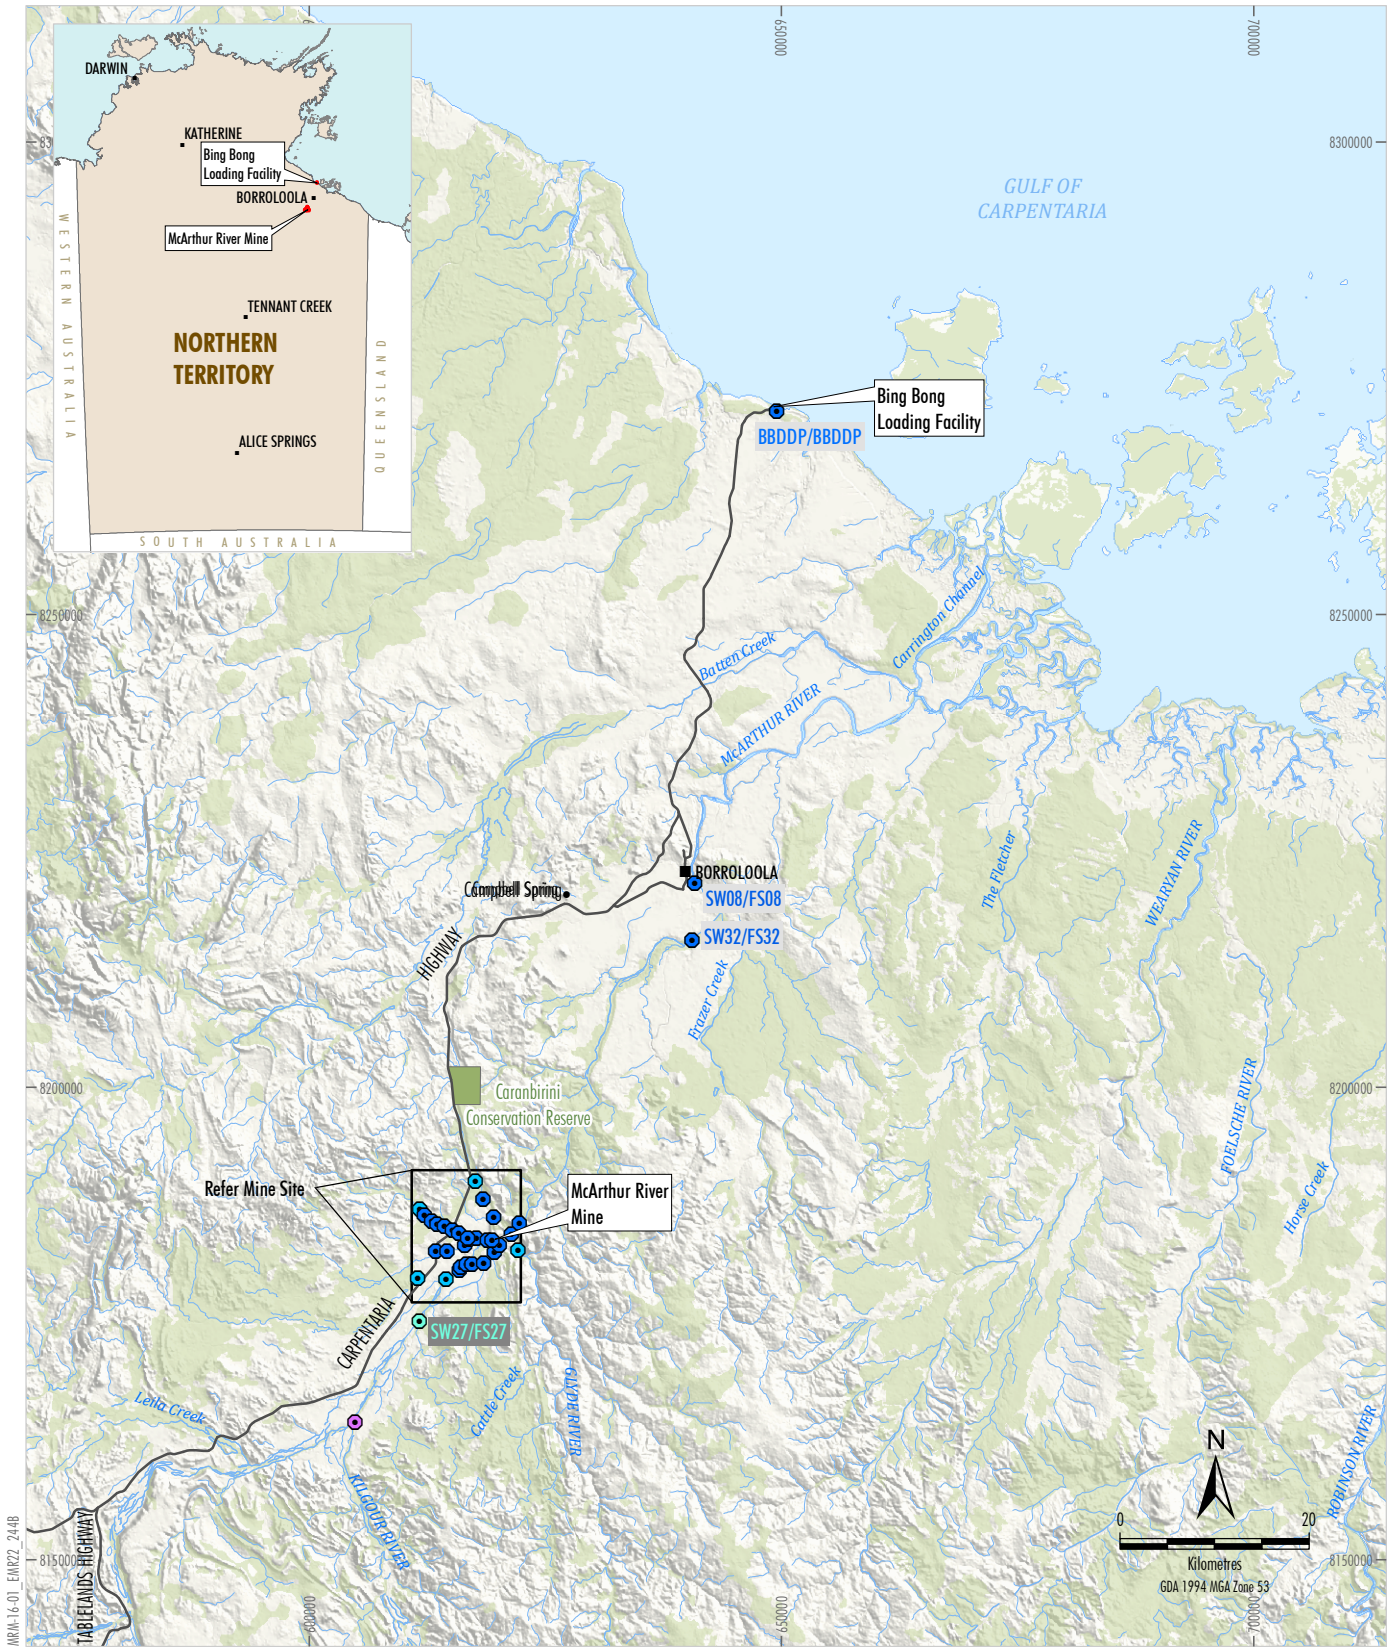 650000
700000
8300000
DARWIN
KATHERINE
Bing Bong
Loading Facility
BORROLOOLA
McArthur River Mine
TENNANT CREEK
NORTHERN
TERRITORY
ALICE SPRINGS
WESTERN AUSTRALIA
QUEENSLAND
SOUTH AUSTRALIA
GULF OF
CARPENTARIA
Bing Bong
Loading Facility
BBDDP/BBDDP
8250000
8250000
Carrington Channel
Batten Creek
McARTHUR RIVER
The Fletcher
WEARYAN RIVER
BORROLOOLA
Campbell Spring
SW08/FS08
SW32/FS32
HIGHWAY
Frazer Creek
8200000
8200000
Caranbirini
Conservation Reserve
FOELSCHE RIVER
Horse Creek
Refer Mine Site
McArthur River
Mine
SW27/FS27
CARPENTARIA
Leila Creek
Cattle Creek
GLYDE RIVER
KILGOUR RIVER
ROBINSON RIVER
TABLELANDS HIGHWAY
N
0
20
Kilometres
GDA 1994 MGA Zone 53
8150000
8150000
600000
650000
700000
MRM-16-01_EMR22_244B